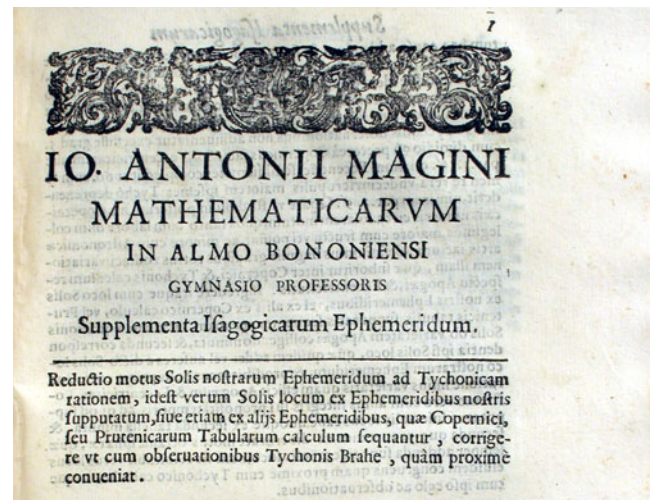 1
IO. ANTONII MAGINI
MATHEMATICARVM
IN ALMO BONONIENSI
GYMNASIO PROFESSORIS
Supplementa Iſagogicarum Ephemeridum.
Reductio motus Solis noſtrarum Ephemeridum ad Tychonicam
rationem, ideſt verum Solis locum ex Ephemeridibus noſtris
ſupputatum, ſiue etiam ex alijs Ephemeridibus, quæ Copernici,
ſeu Prutenicarum Tabularum calculum ſequantur, corrige-
re vt cum obſeruationibus Tychonis Brahe, quàm proximè
conueniat.